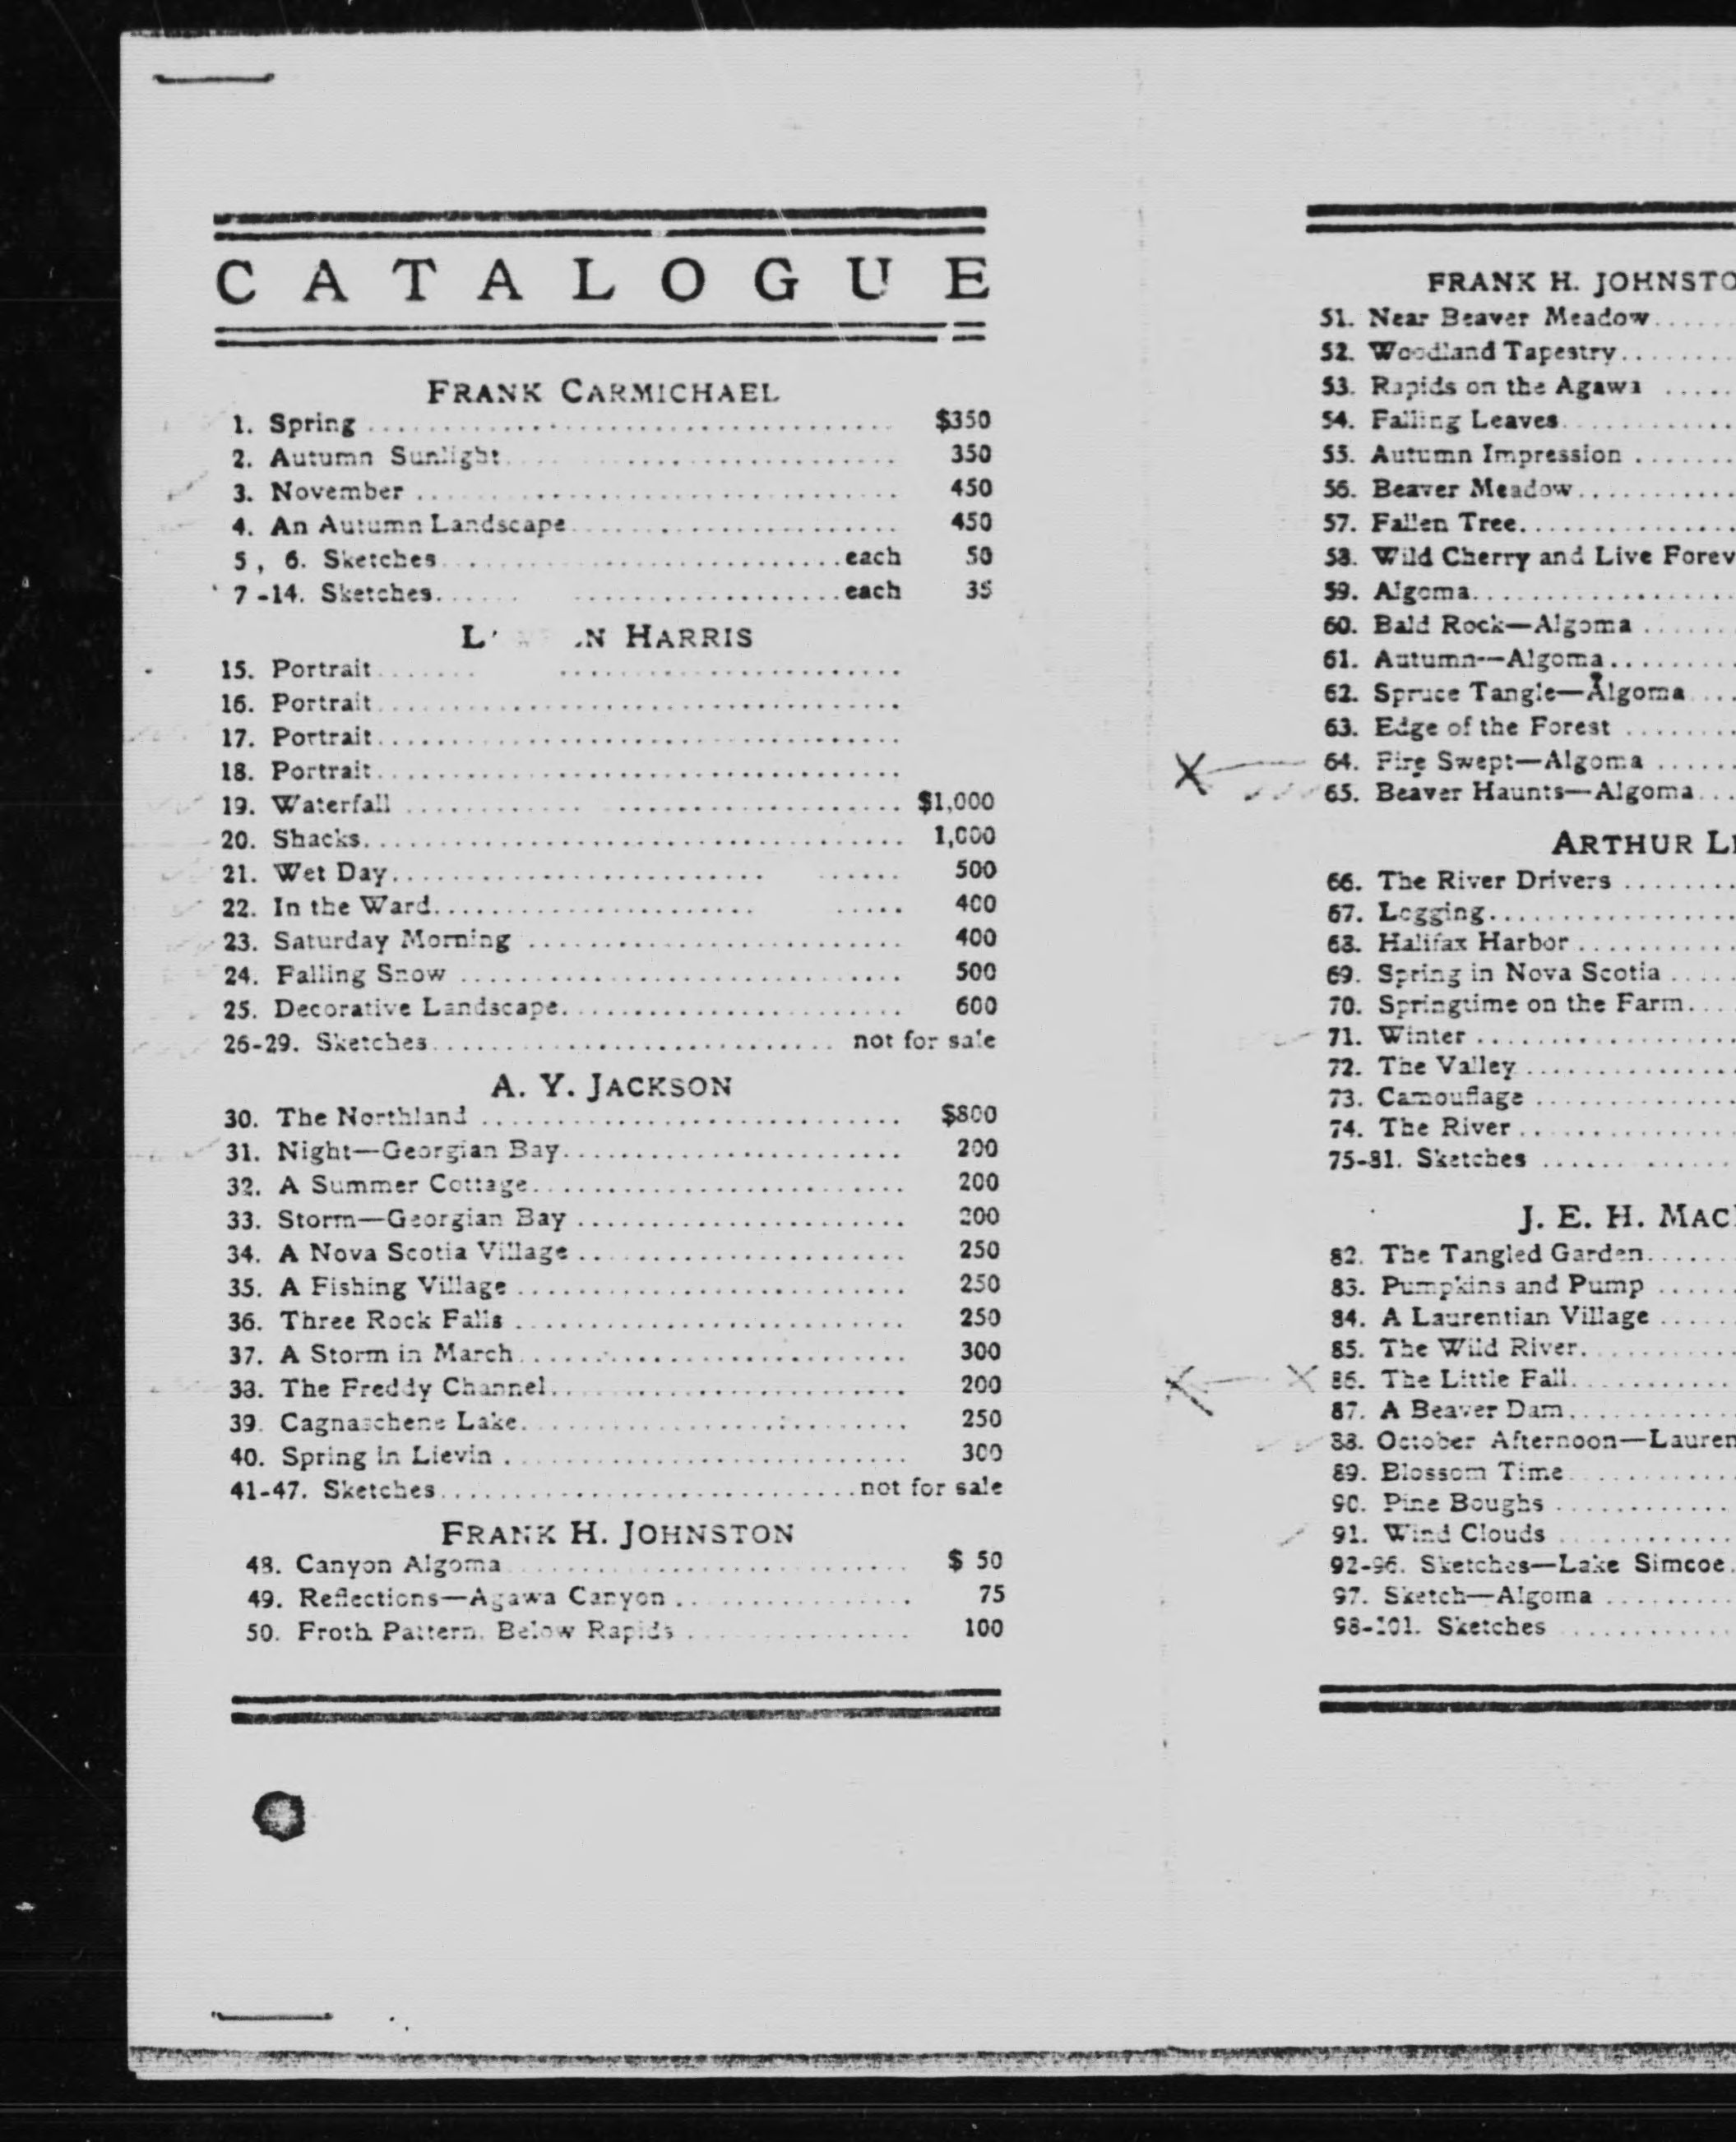 CATALOGUE
FRANK CARMICHAEL
1. Spring $350
2. Autumn Sunlight 350
3. November 450
4. An Autumn Landscape 450
5, 6. Sketches each 50
7-14. Sketches each 35
HARRIS
15. Portrait
16. Portrait
17. Portrait
18. Portrait
19. Waterfall $1,000
20. Shacks 1,000
21. Wet Day 500
22. In the Ward 400
23. Saturday Morning 400
24. Falling Snow 500
25. Decorative Landscape 600
26-29. Sketches not for sale
A. Y. JACKSON
30. The Northland $800
31. Night—Georgian Bay 200
32. A Summer Cottage 200
33. Storm—Georgian Bay 200
34. A Nova Scotia Village 250
35. A Fishing Village 250
36. Three Rock Falls 250
37. A Storm in March 300
38. The Freddy Channel 200
39. Cagnaschene Lake 250
40. Spring in Lievin 300
41-47. Sketches not for sale
FRANK H. JOHNSTON
48. Canyon Algoma $ 50
49. Reflections—Agawa Canyon 75
50. Froth Pattern. Below Rapids 100
FRANK H. JOHNSTO
51. Near Beaver Meadow
52. Woodland Tapestry
53. Rapids on the Agawa
54. Falling Leaves
55. Autumn Impression
56. Beaver Meadow
57. Fallen Tree
58. Wild Cherry and Live Forev
59. Algoma
60. Bald Rock—Algoma
61. Autumn—Algoma
62. Spruce Tangle—Algoma
63. Edge of the Forest
64. Fire Swept—Algoma
65. Beaver Haunts—Algoma
ARTHUR LI
66. The River Drivers
67. Logging
68. Halifax Harbor
69. Spring in Nova Scotia
70. Springtime on the Farm
71. Winter
72. The Valley
73. Camouflage
74. The River
75-81. Sketches
J. E. H. MAC
82. The Tangled Garden
83. Pumpkins and Pump
84. A Laurentian Village
85. The Wild River
86. The Little Fall
87. A Beaver Dam
88. October Afternoon—Lauren
89. Blossom Time
90. Pine Boughs
91. Wind Clouds
92-96. Sketches—Lake Simcoe
97. Sketch—Algoma
98-101. Sketches